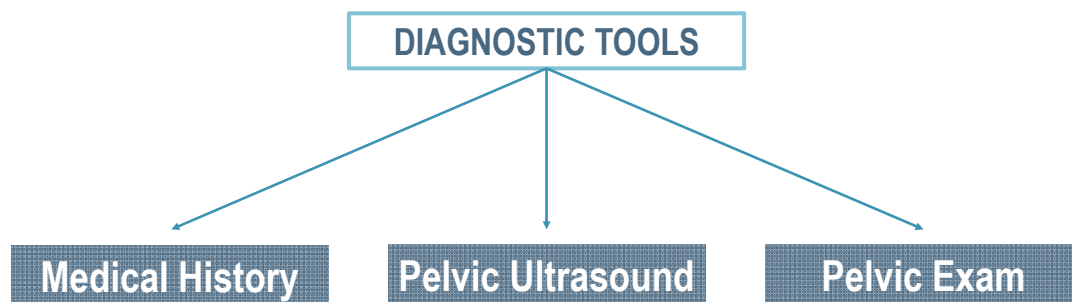 DIAGNOSTIC TOOLS
Medical History
Pelvic Ultrasound
Pelvic Exam